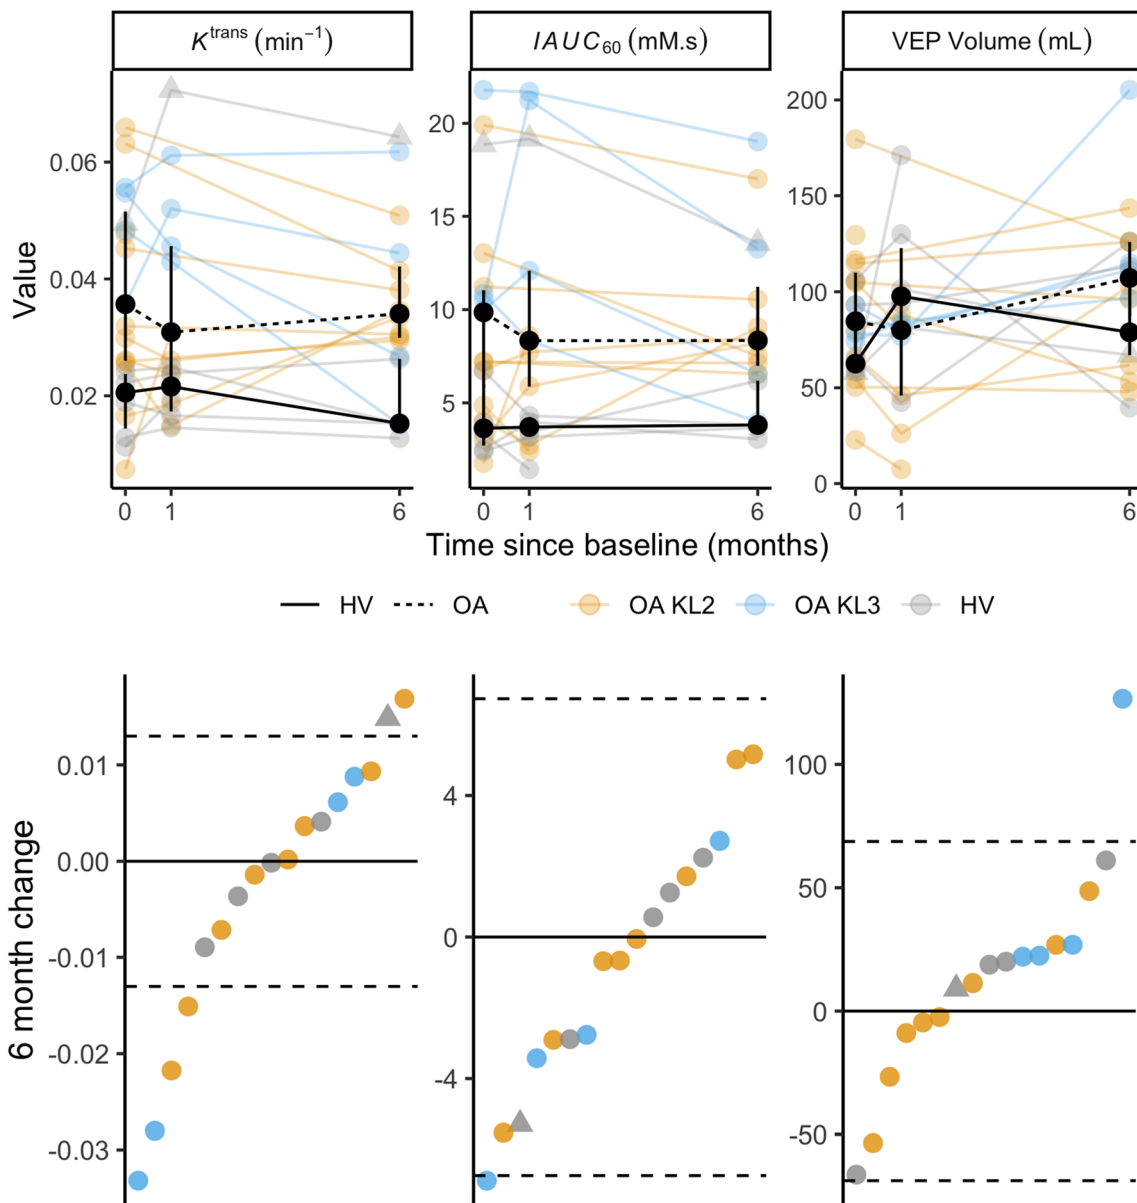 K^trans (min⁻¹)
IAUC₆₀ (mM.s)
VEP Volume (mL)
Value
0.06
0.04
0.02
0 1 6
20
15
10
5
0 1 6
200
150
100
50
0
0 1 6
Time since baseline (months)
HV OA OA KL2 OA KL3 HV
6 month change
0.01
0.00
-0.01
-0.02
-0.03
4
0
-4
100
50
0
-50